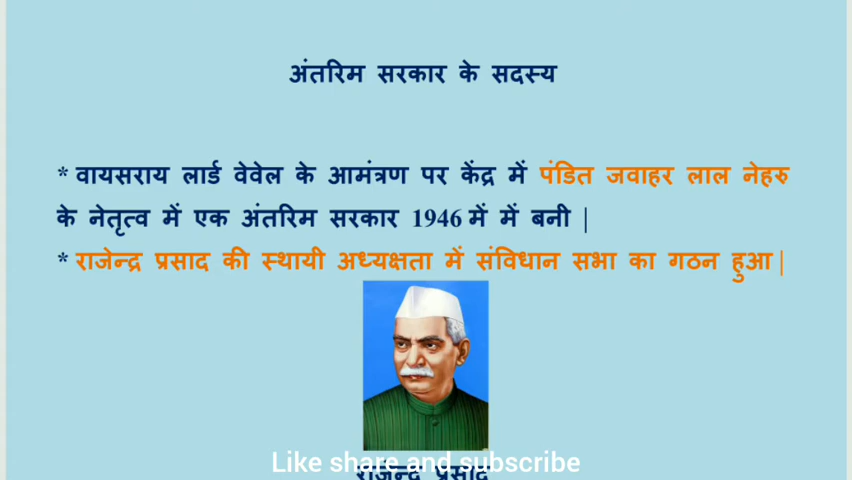 अंतरिम सरकार के सदस्य
* वायसराय लार्ड वेवेल के आमंत्रण पर केंद्र में पंडित जवाहर लाल नेहरु
के नेतृत्व में एक अंतरिम सरकार 1946 में में बनी |
* राजेन्द्र प्रसाद की स्थायी अध्यक्षता में संविधान सभा का गठन हुआ |
Like share and subscribe
राजेन्द्र प्रसाद